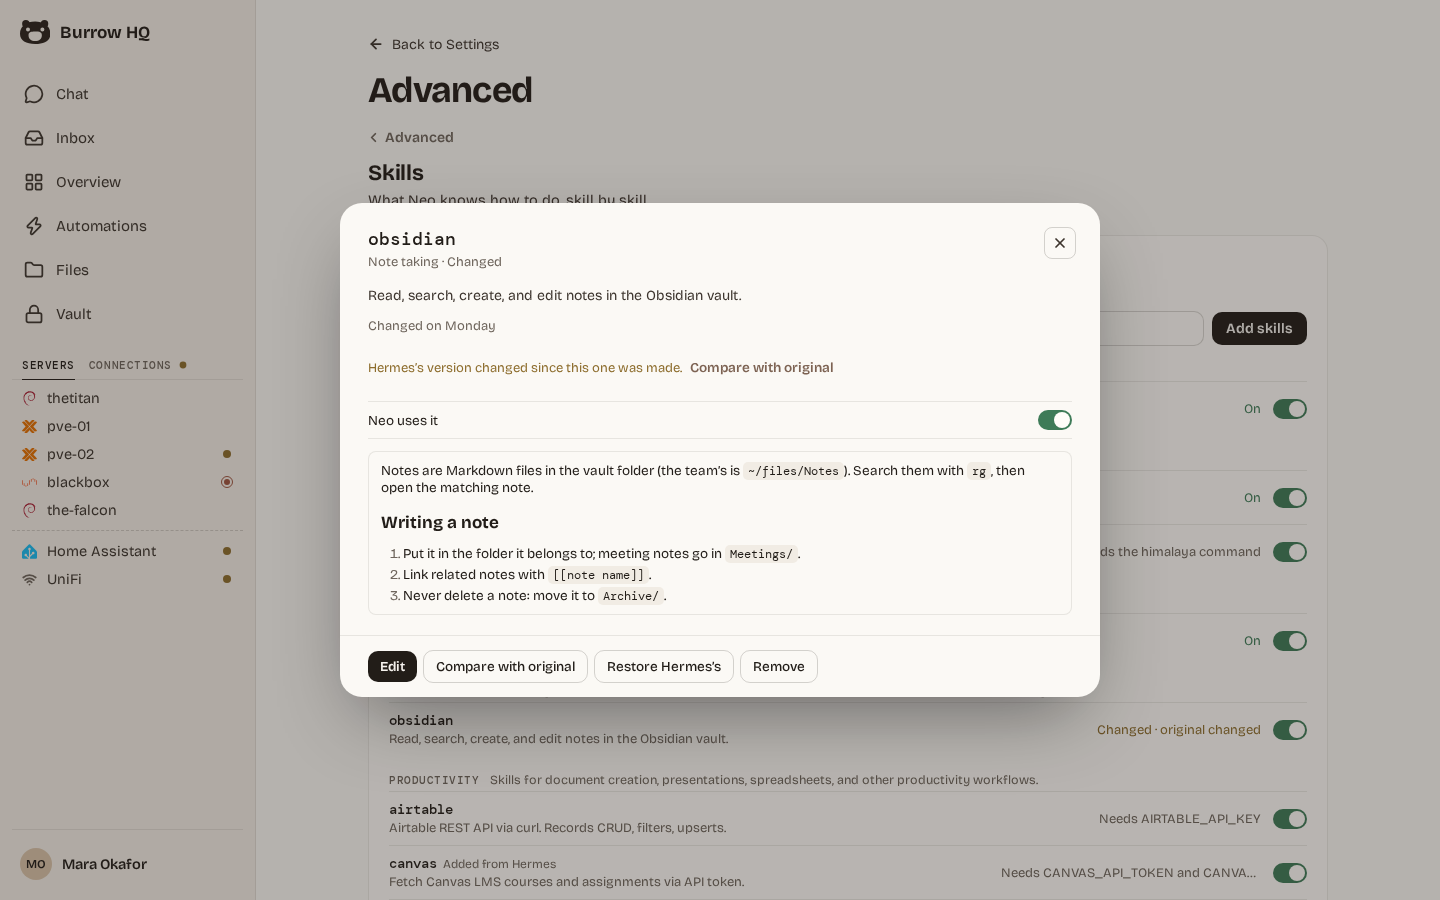 Burrow HQ
Chat
Inbox
Overview
Automations
Files
Vault
SERVERS CONNECTIONS
thetitan
pve-01
pve-02
blackbox
the-falcon
Home Assistant
UniFi
MO Mara Okafor
Back to Settings
Advanced
Advanced
Skills
What Neo knows how to do, skill by skill
Add skills
On
On
ds the himalaya command
On
obsidian
Note taking · Changed
Read, search, create, and edit notes in the Obsidian vault.
Changed on Monday
Hermes's version changed since this one was made. Compare with original
Neo uses it
Notes are Markdown files in the vault folder (the team's is ~/files/Notes). Search them with rg, then
open the matching note.
Writing a note
1. Put it in the folder it belongs to; meeting notes go in Meetings/.
2. Link related notes with [[note name]].
3. Never delete a note: move it to Archive/.
Edit Compare with original Restore Hermes's Remove
obsidian
Read, search, create, and edit notes in the Obsidian vault.
Changed · original changed
PRODUCTIVITY Skills for document creation, presentations, spreadsheets, and other productivity workflows.
airtable
Airtable REST API via curl. Records CRUD, filters, upserts.
Needs AIRTABLE_API_KEY
canvas Added from Hermes
Fetch Canvas LMS courses and assignments via API token.
Needs CANVAS_API_TOKEN and CANVA...